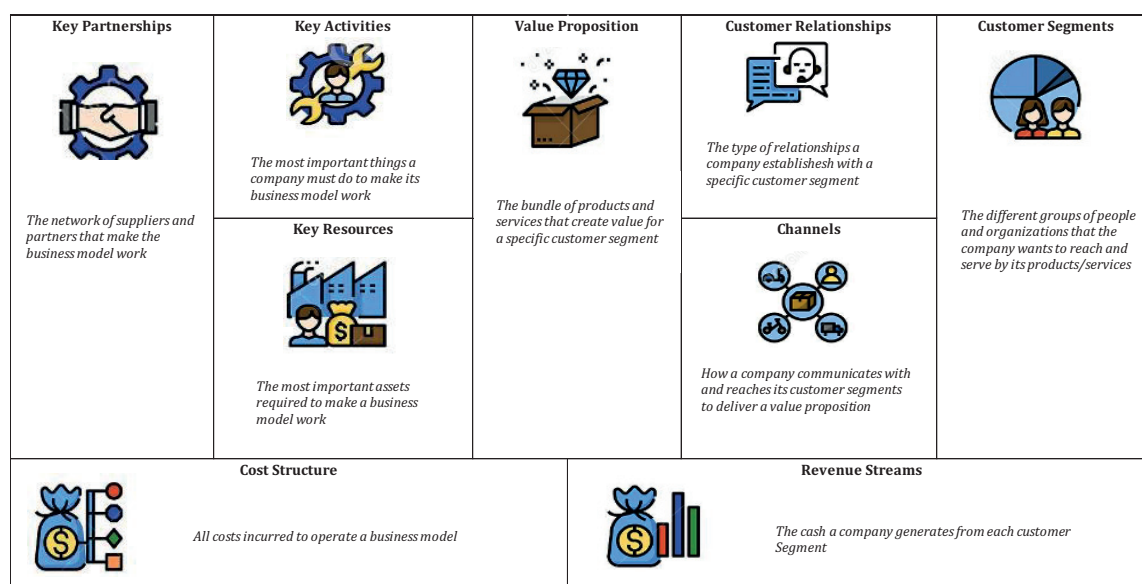 Key Partnerships
The network of suppliers and
partners that make the
business model work
Key Activities
The most important things a
company must do to make its
business model work
Key Resources
$
The most important assets
required to make a business
model work
Value Proposition
The bundle of products and
services that create value for
a specific customer segment
Customer Relationships
The type of relationships a
company establishesh with a
specific customer segment
Channels
How a company communicates with
and reaches its customer segments
to deliver a value proposition
Customer Segments
The different groups of people
and organizations that the
company wants to reach and
serve by its products/services
Cost Structure
$
All costs incurred to operate a business model
Revenue Streams
$
The cash a company generates from each customer
Segment